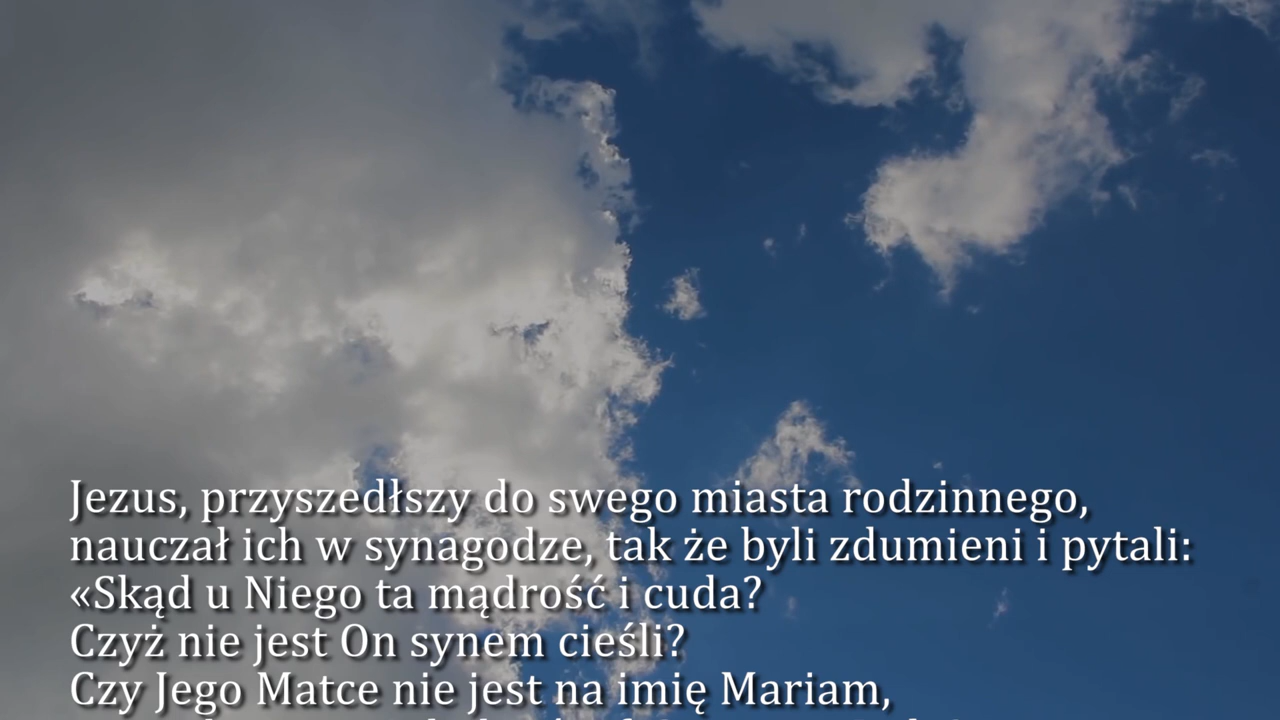 Jezus, przyszedłszy do swego miasta rodzinnego,
nauczał ich w synagodze, tak że byli zdumieni i pytali:
«Skąd u Niego ta mądrość i cuda?
Czyż nie jest On synem cieśli?
Czy Jego Matce nie jest na imię Mariam,